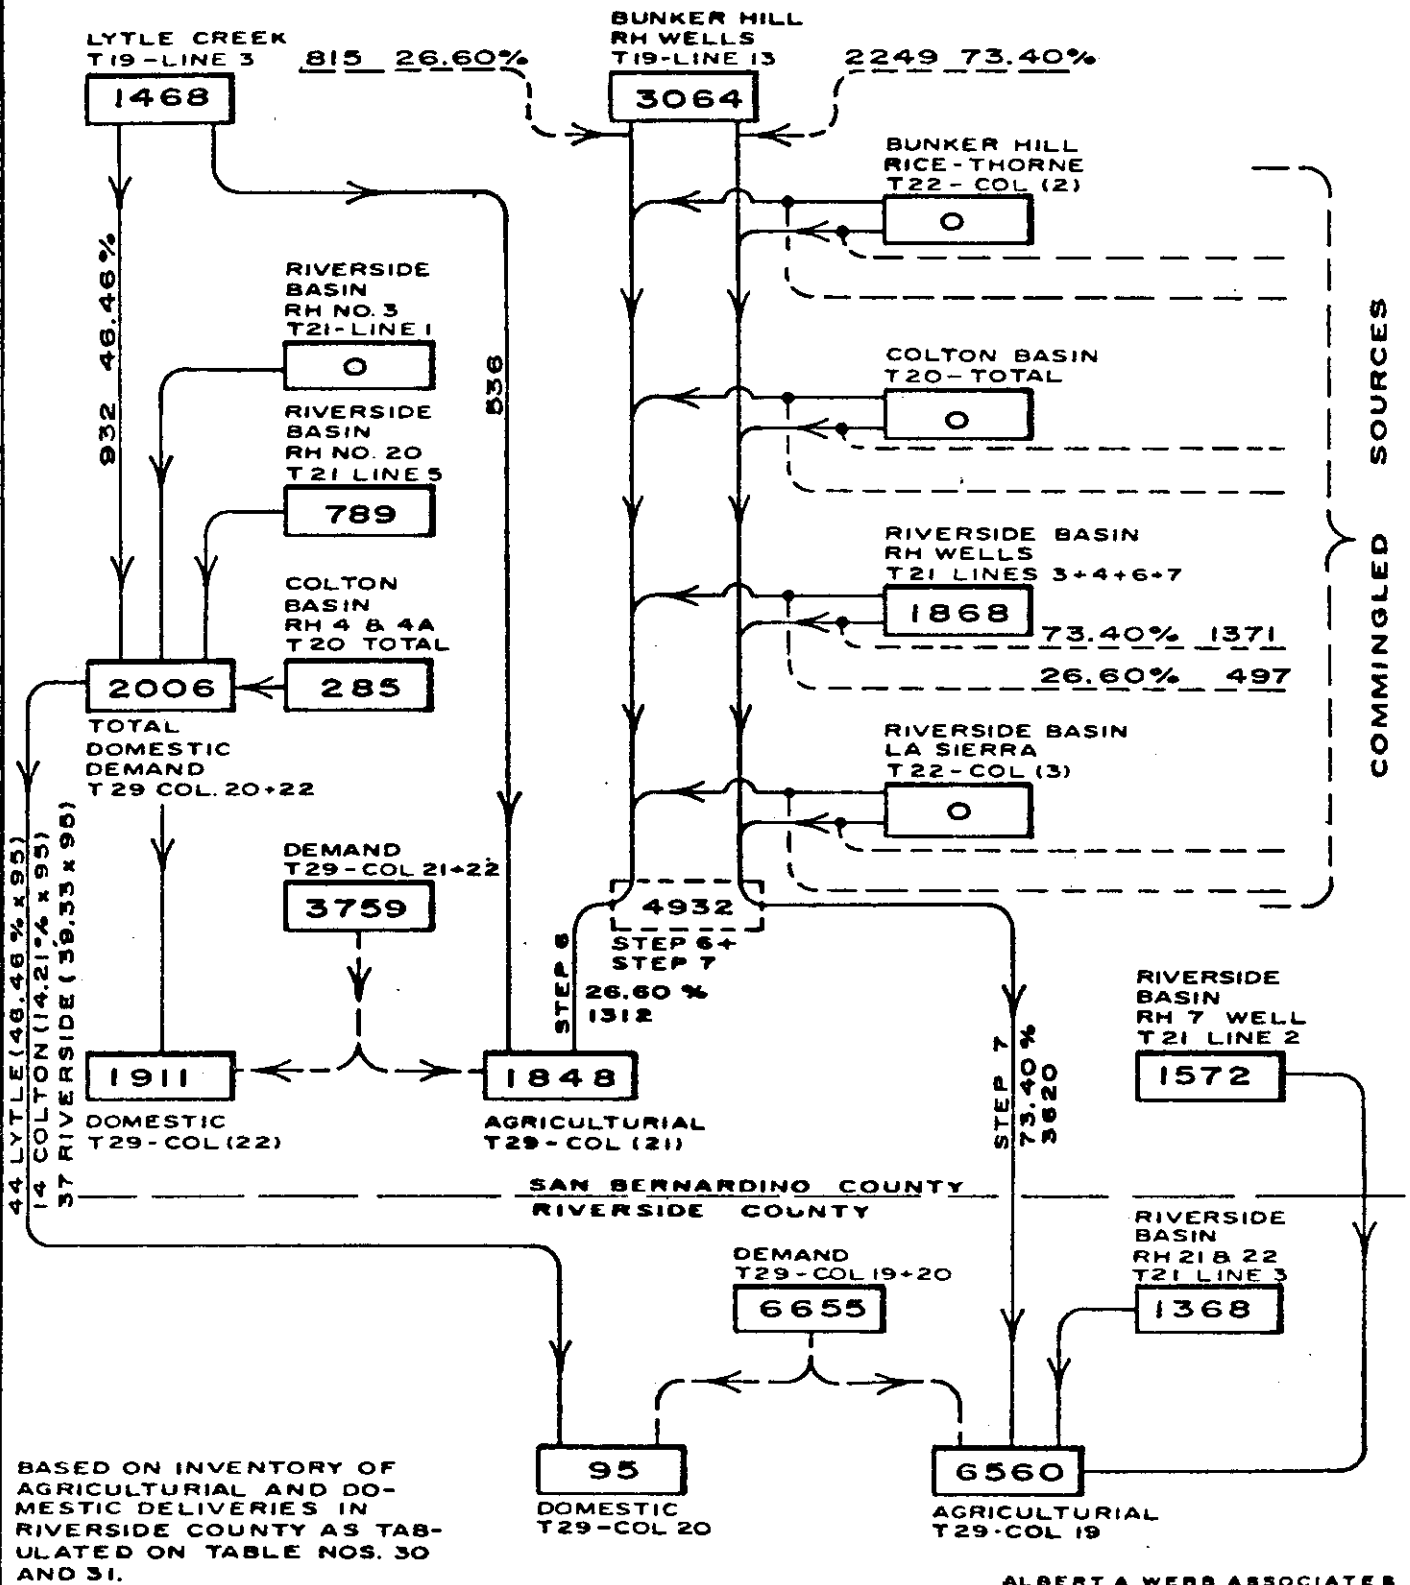 LYTLE CREEK
T19-LINE 3
1468
815 26.60%
BUNKER HILL
RH WELLS
T19-LINE 13
3064
2249 73.40%
BUNKER HILL
RICE-THORNE
T22-COL (2)
0
932 46.46%
RIVERSIDE
BASIN
RH NO. 3
T21-LINE 1
0
536
COLTON BASIN
T20-TOTAL
0
RIVERSIDE
BASIN
RH NO. 20
T21 LINE 5
789
RIVERSIDE BASIN
RH WELLS
T21 LINES 3+4+6+7
1868
73.40% 1371
26.60% 497
COMMINGLED SOURCES
COLTON
BASIN
RH 4 & 4A
T20 TOTAL
285
2006
TOTAL
DOMESTIC
DEMAND
T29 COL. 20+22
RIVERSIDE BASIN
LA SIERRA
T22-COL (3)
0
44 LYTLE (46.46% x 95)
14 COLTON (14.21% x 95)
37 RIVERSIDE (39.33 x 95)
DEMAND
T29-COL 21+22
3759
4932
STEP 6+
STEP 7
STEP 6
26.60%
1312
1911
DOMESTIC
T29-COL (22)
1848
AGRICULTURIAL
T29-COL (21)
STEP 7
73.40%
3620
RIVERSIDE
BASIN
RH 7 WELL
T21 LINE 2
1572
SAN BERNARDINO COUNTY
RIVERSIDE COUNTY
DEMAND
T29-COL 19+20
6655
RIVERSIDE
BASIN
RH 21 & 22
T21 LINE 3
1368
95
DOMESTIC
T29-COL 20
6560
AGRICULTURIAL
T29-COL 19
BASED ON INVENTORY OF
AGRICULTURIAL AND DO-
MESTIC DELIVERIES IN
RIVERSIDE COUNTY AS TAB-
ULATED ON TABLE NOS. 30
AND 31.
ALBERT A WEBB ASSOCIATES